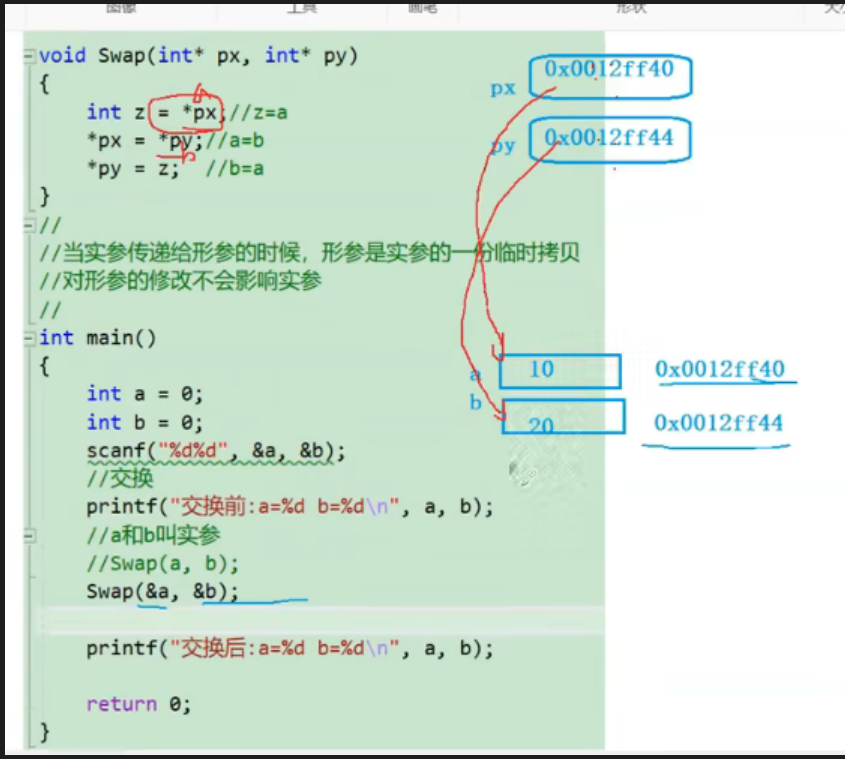 图像 工具 画笔 形状
void Swap(int* px, int* py)
{
int z = *px;//z=a
*px = *py;//a=b
*py = z; //b=a
}
//
//当实参传递给形参的时候，形参是实参的一份临时拷贝
//对形参的修改不会影响实参
//
int main()
{
int a = 0;
int b = 0;
scanf("%d%d", &a, &b);
//交换
printf("交换前:a=%d b=%d\n", a, b);
//a和b叫实参
//Swap(a, b);
Swap(&a, &b);
printf("交换后:a=%d b=%d\n", a, b);
return 0;
}
px 0x0012ff40
py 0x0012ff44
a 10 0x0012ff40
b 20 0x0012ff44
a
b